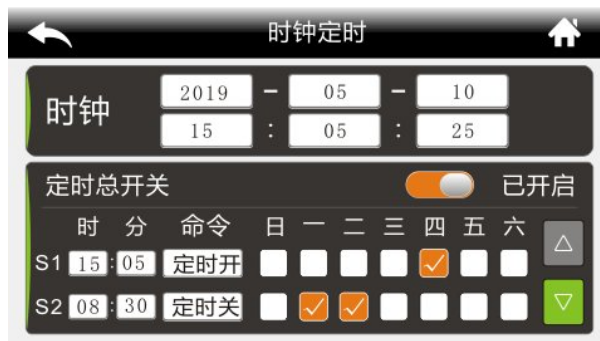 时钟定时
时钟
2019 - 05 - 10
15 : 05 : 25
定时总开关 已开启
时 分 命令 日 一 二 三 四 五 六
S1 15:05 定时开
S2 08:30 定时关